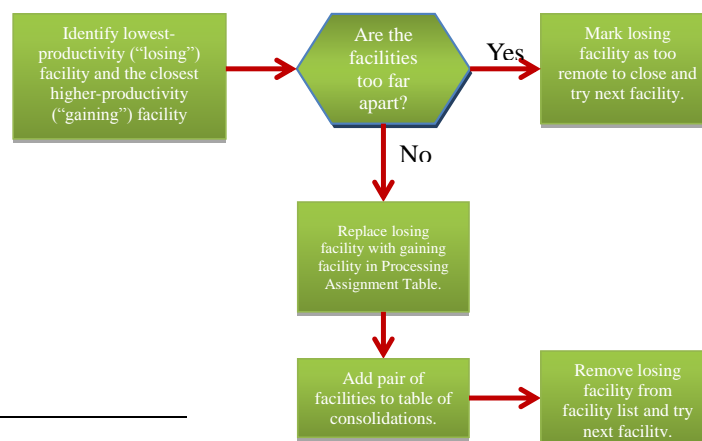 Identify lowest-
productivity (“losing”)
facility and the closest
higher-productivity
(“gaining”) facility
Are the
facilities
too far
apart?
Yes
Mark losing
facility as too
remote to close and
try next facility.
No
Replace losing
facility with gaining
facility in Processing
Assignment Table.
Add pair of
facilities to table of
consolidations.
Remove losing
facility from
facility list and try
next facility.